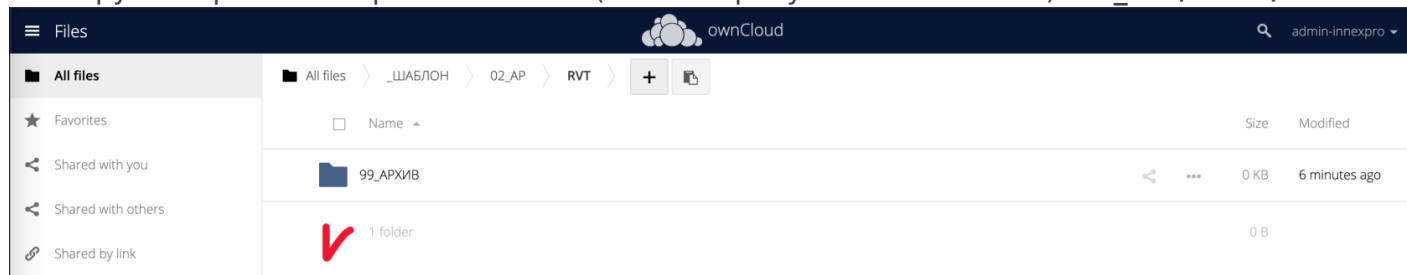 Files
ownCloud
admin-innexpro
All files
All files
_ШАБЛОН
02_АР
RVT
+
Favorites
Name
Size
Modified
Shared with you
99_АРХИВ
0 KB
6 minutes ago
Shared with others
1 folder
0 B
Shared by link